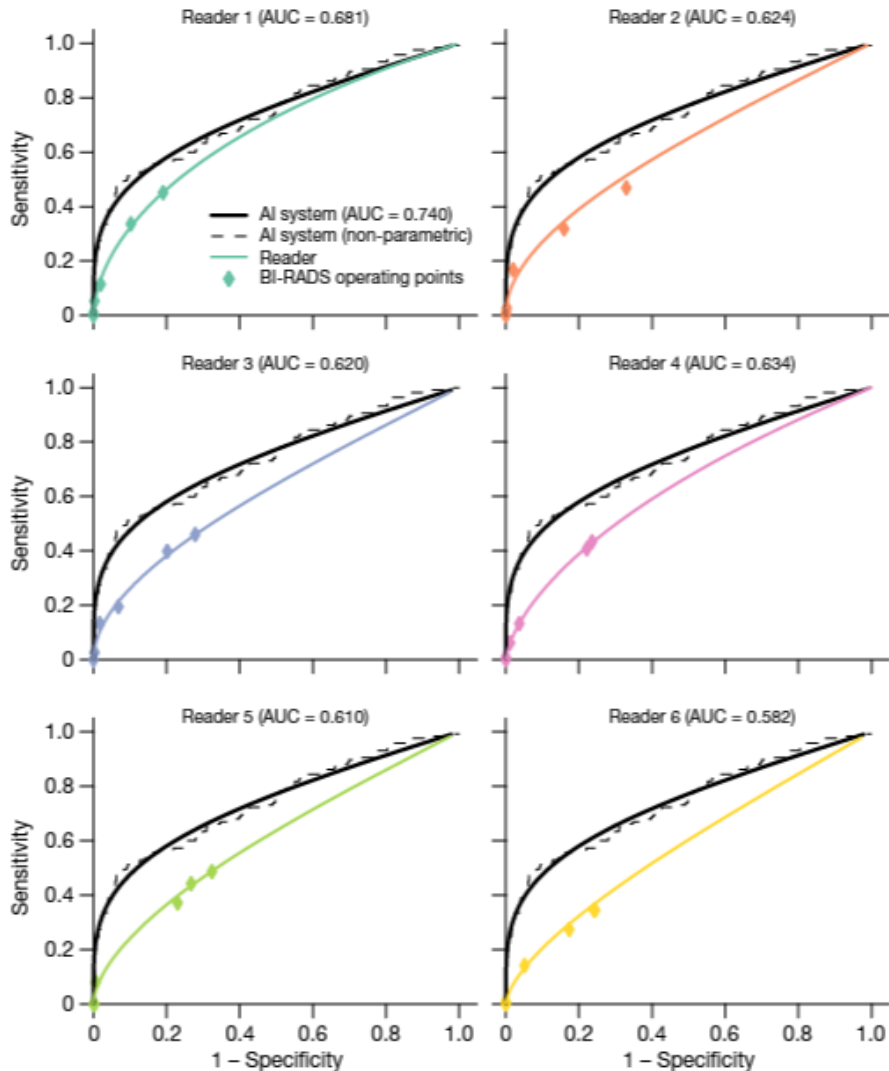 Reader 1 (AUC = 0.681)
Reader 2 (AUC = 0.624)
1.0
0.8
0.6
0.4
0.2
0
Sensitivity
AI system (AUC = 0.740)
AI system (non-parametric)
Reader
BI-RADS operating points
Reader 3 (AUC = 0.620)
Reader 4 (AUC = 0.634)
1.0
0.8
0.6
0.4
0.2
0
Sensitivity
Reader 5 (AUC = 0.610)
Reader 6 (AUC = 0.582)
1.0
0.8
0.6
0.4
0.2
0
Sensitivity
0 0.2 0.4 0.6 0.8 1.0
0 0.2 0.4 0.6 0.8 1.0
1 – Specificity
1 – Specificity